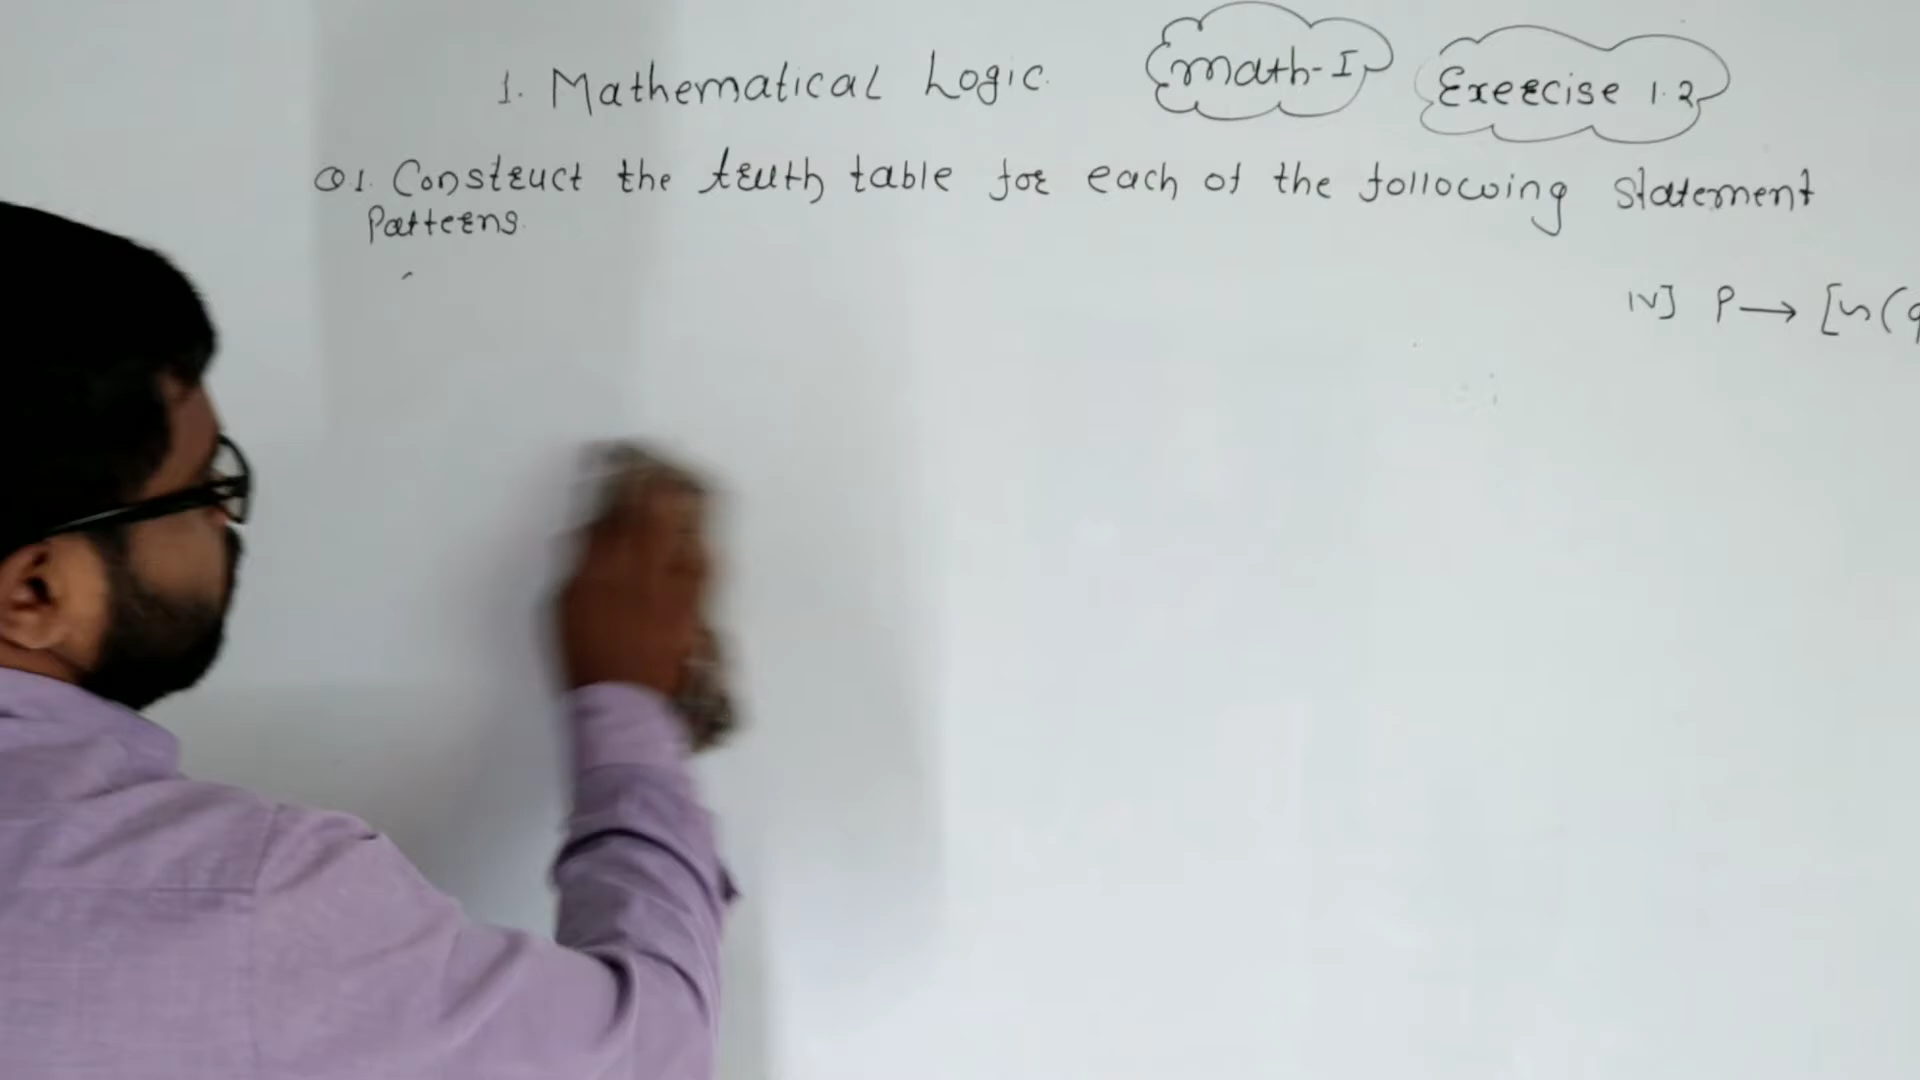 1. Mathematical Logic. Math-I Exercise 1.2
Q1. Construct the truth table for each of the following statement
Patterns.
IV] P → [~(q